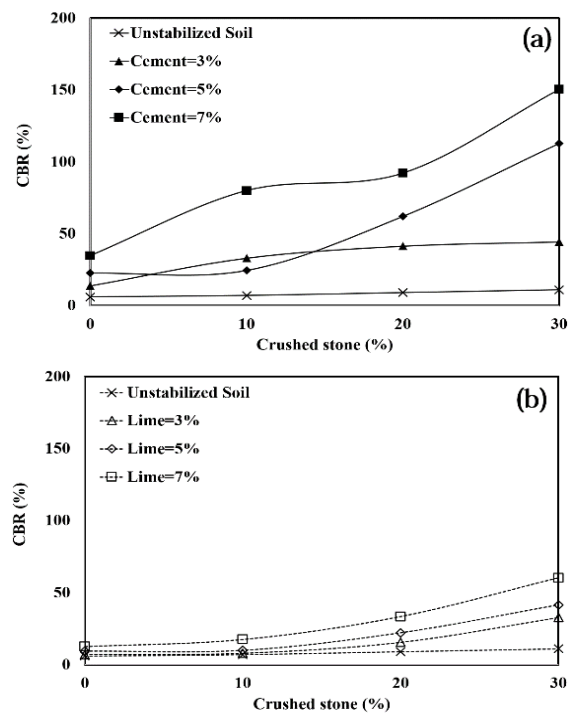 200
(a)
Unstabilized Soil
Cement=3%
Cement=5%
Cement=7%
150
100
50
0
CBR (%)
0 10 20 30
Crushed stone (%)
200
(b)
Unstabilized Soil
Lime=3%
Lime=5%
Lime=7%
150
100
50
0
CBR (%)
0 10 20 30
Crushed stone (%)